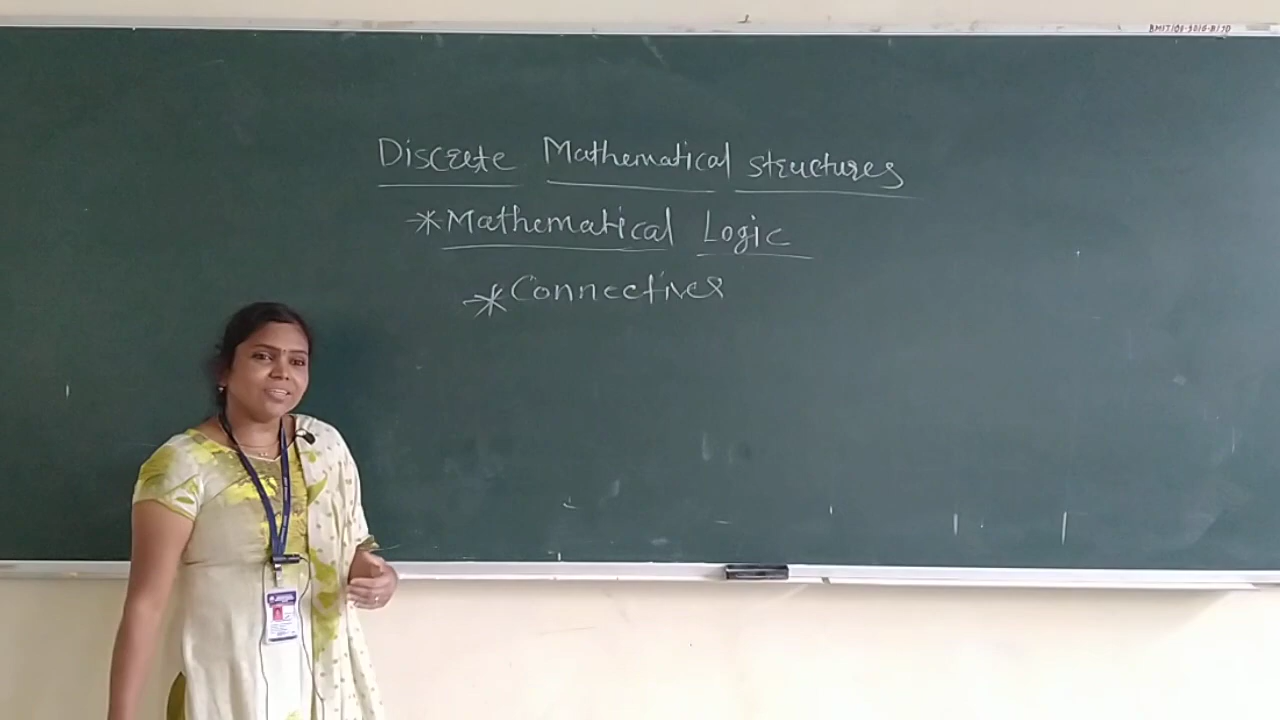 Discrete Mathematical structures
*Mathematical Logic
*Connectives